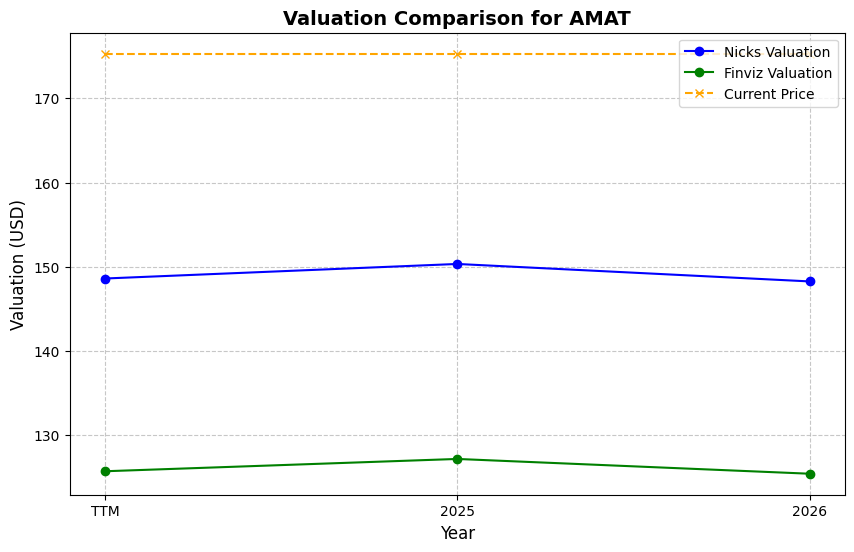 Valuation Comparison for AMAT
Nicks Valuation
Finviz Valuation
Current Price
Valuation (USD)
170
160
150
140
130
TTM
2025
2026
Year